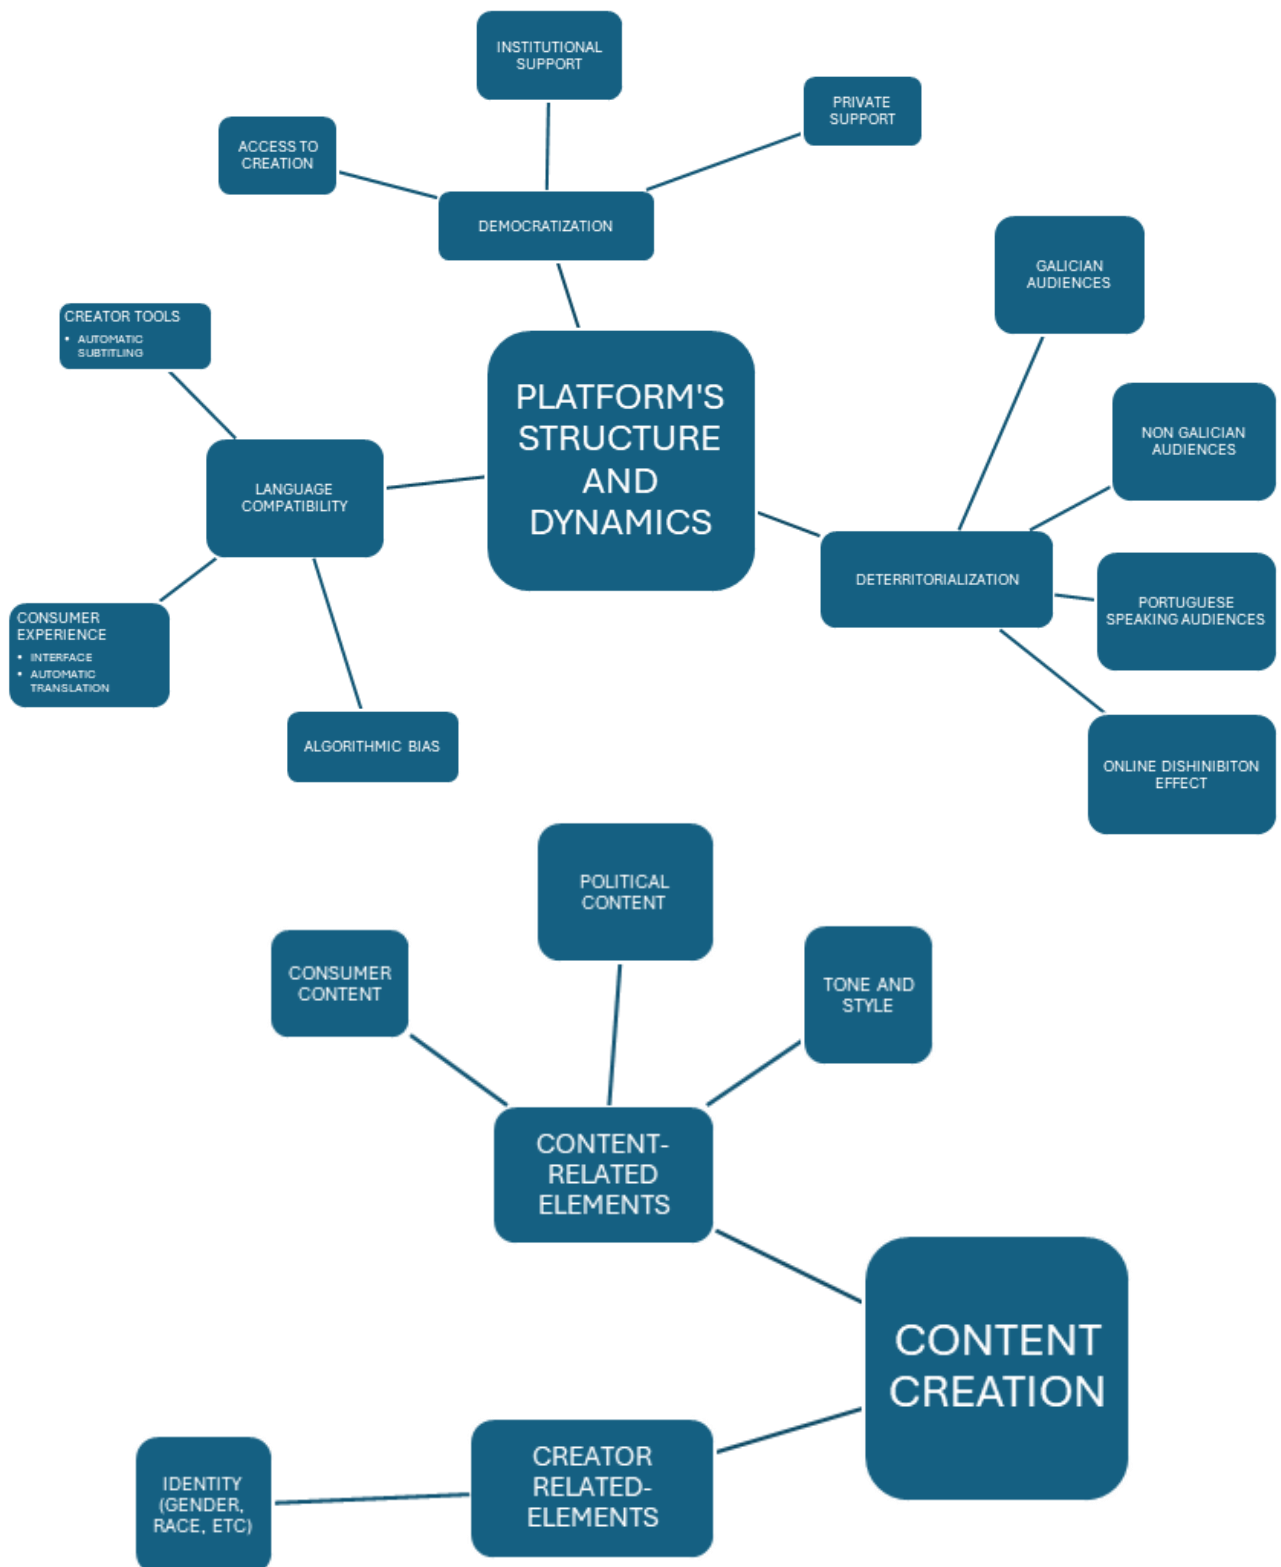 INSTITUTIONAL
SUPPORT
PRIVATE
SUPPORT
ACCESS TO
CREATION
DEMOCRATIZATION
GALICIAN
AUDIENCES
CREATOR TOOLS
• AUTOMATIC
SUBTITLING
PLATFORM'S
STRUCTURE
AND
DYNAMICS
NON GALICIAN
AUDIENCES
LANGUAGE
COMPATIBILITY
DETERRITORIALIZATION
PORTUGUESE
SPEAKING AUDIENCES
CONSUMER
EXPERIENCE
• INTERFACE
• AUTOMATIC
TRANSLATION
ALGORITHMIC BIAS
ONLINE DISHINIBITON
EFFECT
POLITICAL
CONTENT
CONSUMER
CONTENT
TONE AND
STYLE
CONTENT-
RELATED
ELEMENTS
CONTENT
CREATION
CREATOR
RELATED-
ELEMENTS
IDENTITY
(GENDER,
RACE, ETC)